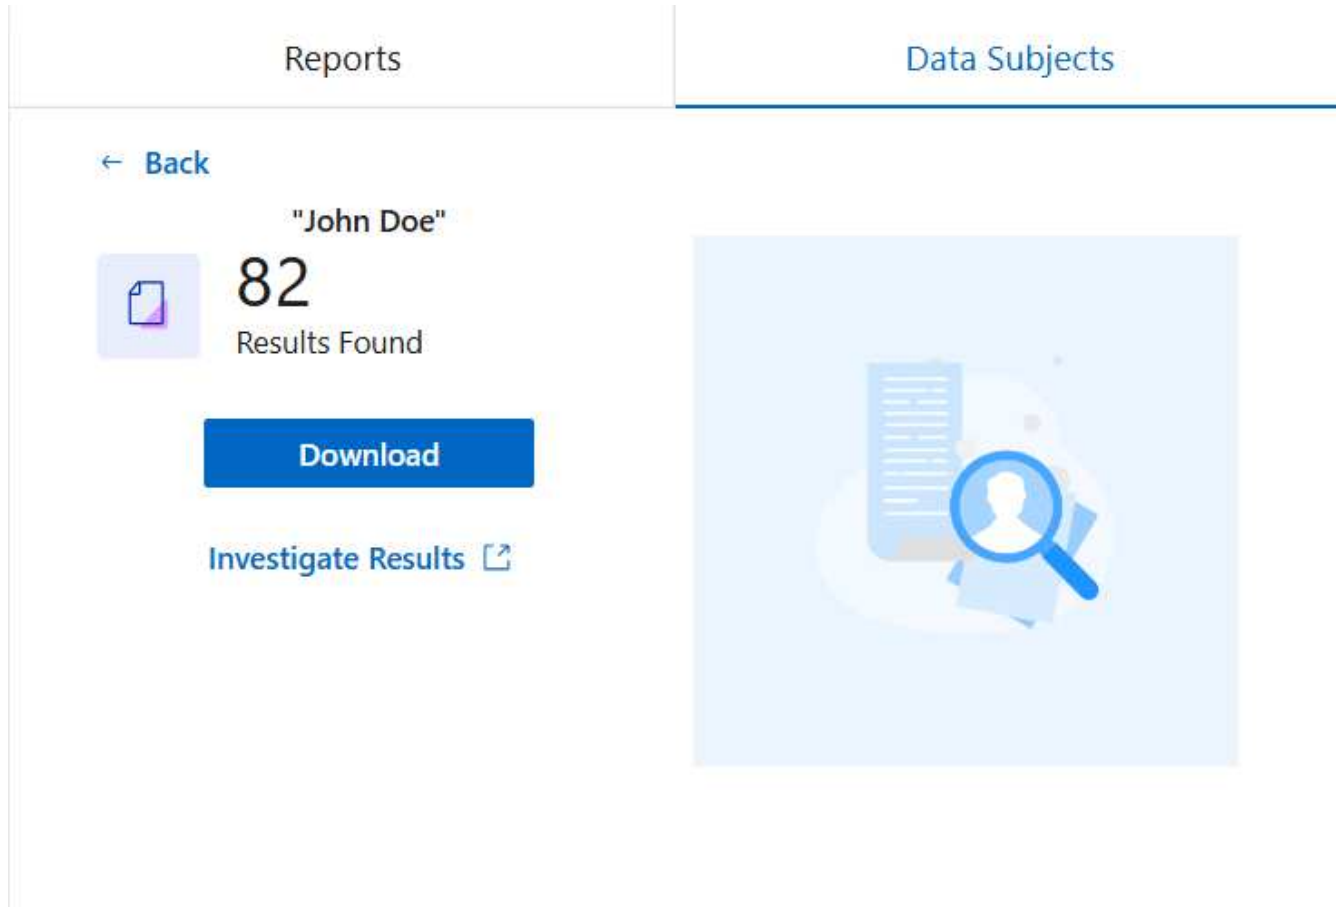 Reports
Data Subjects
← Back
"John Doe"
82
Results Found
Download
Investigate Results